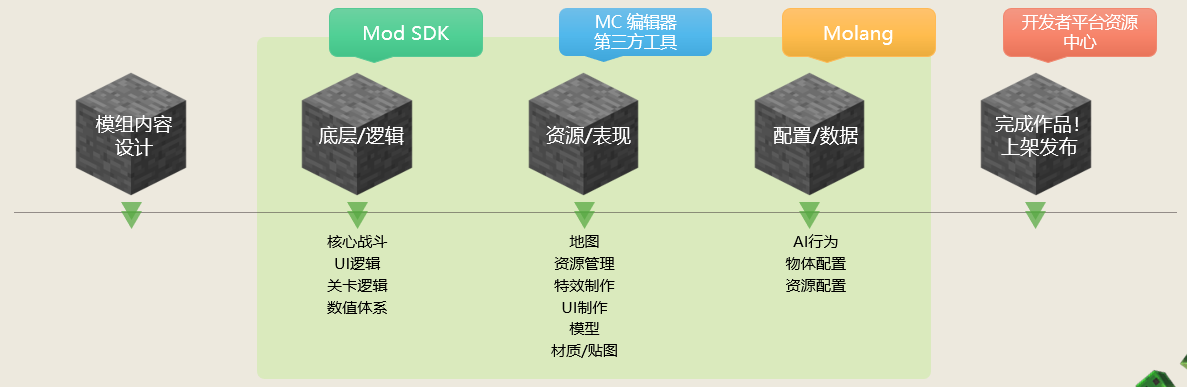 Mod SDK
MC 编辑器
第三方工具
Molang
开发者平台资源
中心
模组内容
设计
底层/逻辑
资源/表现
配置/数据
完成作品！
上架发布
核心战斗
UI逻辑
关卡逻辑
数值体系
地图
资源管理
特效制作
UI制作
模型
材质/贴图
AI行为
物体配置
资源配置